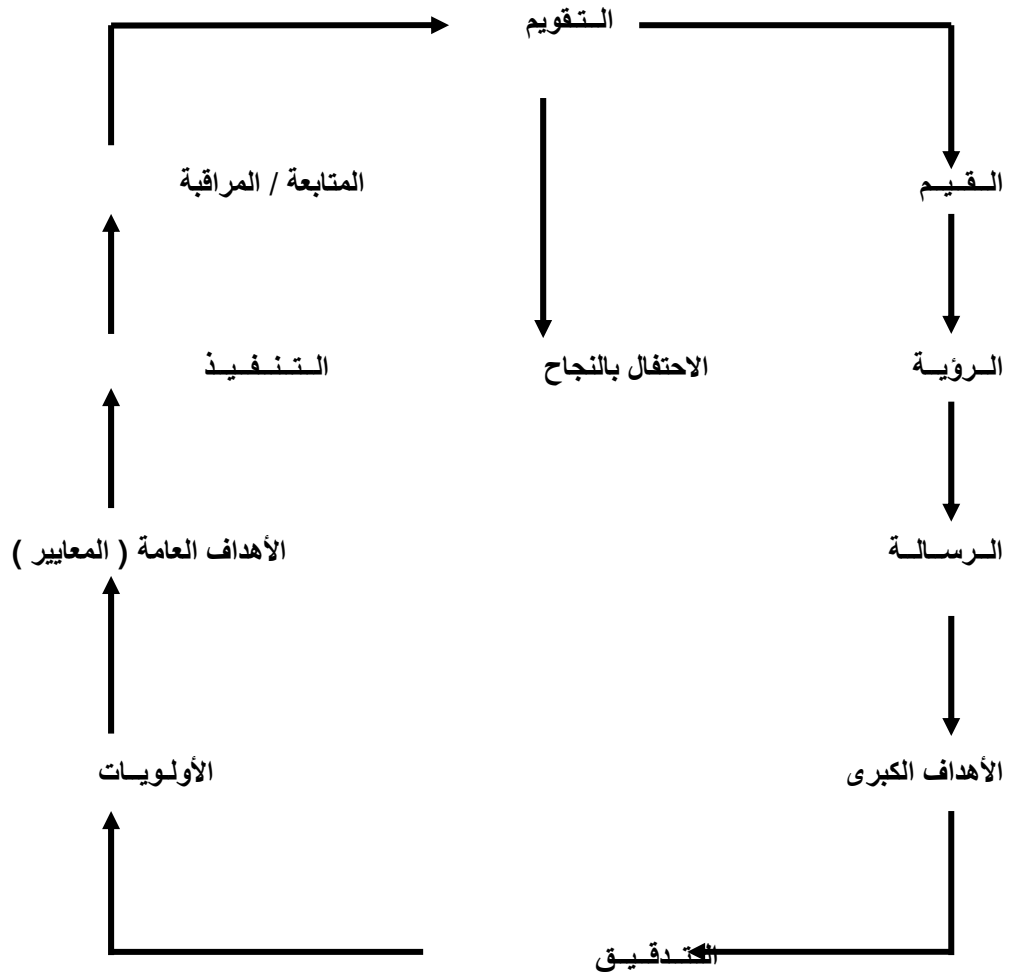 التقويم
القيم
المتابعة / المراقبة
الرؤية
الاحتفال بالنجاح
التنفيذ
الرسالة
الأهداف العامة ( المعايير )
الأهداف الكبرى
الأولويات
التدقيق